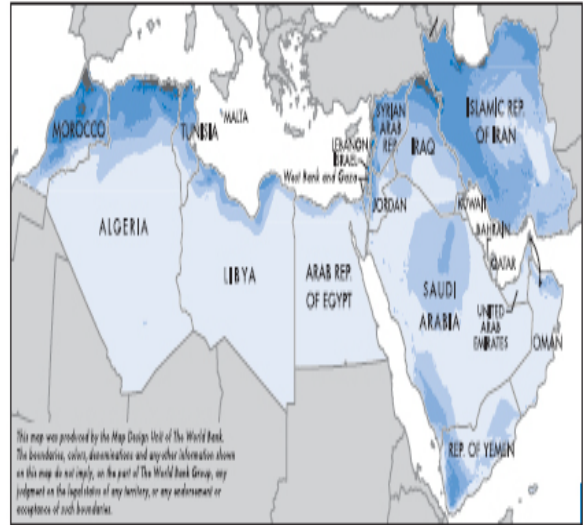 MOROCCO
TUNISIA
MALTA
ALGERIA
LIBYA
ARAB REP.
OF EGYPT
SYRIAN
ARAB
REP.
LEBANON
ISRAEL
West Bank and Gaza
JORDAN
IRAQ
ISLAMIC REP.
OF IRAN
KUWAIT
BAHRAIN
QATAR
SAUDI
ARABIA
UNITED
ARAB
EMIRATES
OMAN
REP. OF YEMEN
This map was produced by the Map Design Unit of The World Bank.
The boundaries, colors, denominations and any other information shown
on this map do not imply, on the part of The World Bank Group, any
judgment on the legal status of any territory, or any endorsement or
acceptance of such boundaries.